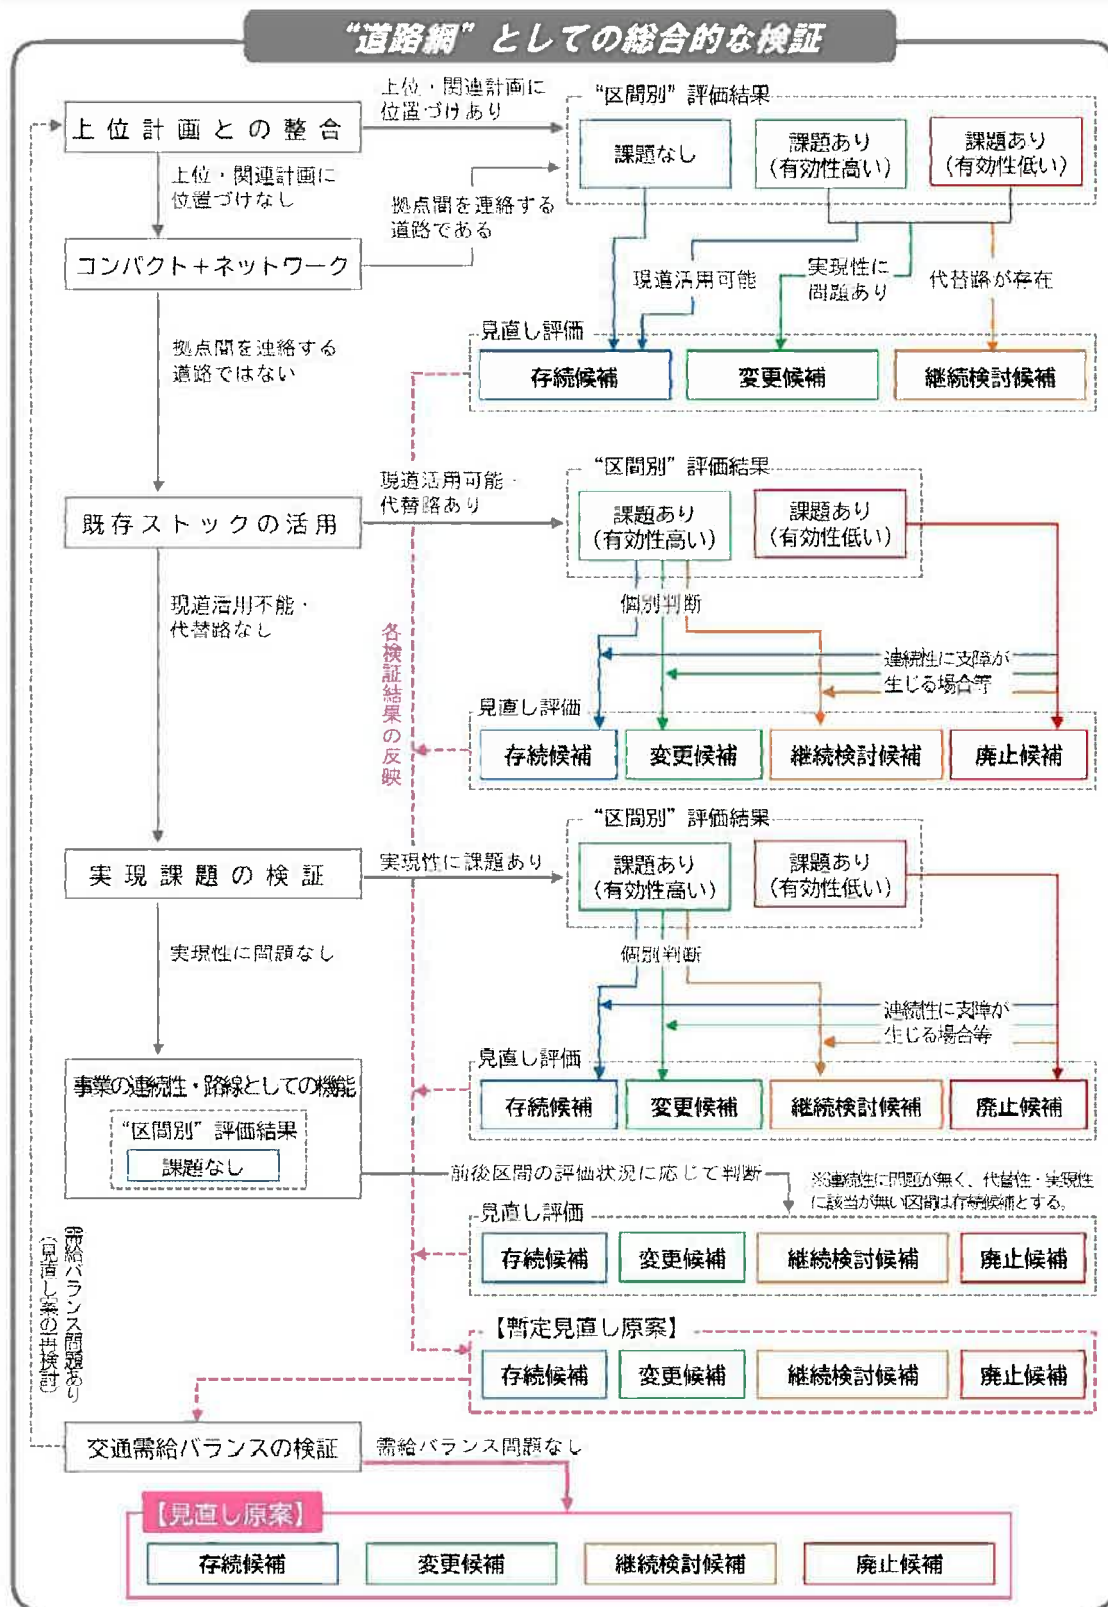 “道路網”としての総合的な検証
上位・関連計画に
位置づけあり
“区間別”評価結果
上位計画との整合
課題なし
課題あり
(有効性高い)
課題あり
(有効性低い)
上位・関連計画に
位置づけなし
拠点間を連絡する
道路である
コンパクト＋ネットワーク
現道活用可能
実現性に
問題あり
代替路が存在
拠点間を連絡する
道路ではない
見直し評価
存続候補
変更候補
継続検討候補
現道活用可能・
代替路あり
“区間別”評価結果
既存ストックの活用
課題あり
(有効性高い)
課題あり
(有効性低い)
現道活用不能・
代替路なし
個別判断
各検証結果の反映
連続性に支障が
生じる場合等
見直し評価
存続候補
変更候補
継続検討候補
廃止候補
“区間別”評価結果
実現課題の検証
実現性に課題あり
課題あり
(有効性高い)
課題あり
(有効性低い)
実現性に問題なし
個別判断
連続性に支障が
生じる場合等
見直し評価
存続候補
変更候補
継続検討候補
廃止候補
事業の連続性・路線としての機能
“区間別”評価結果
課題なし
前後区間の評価状況に応じて判断
※連続性に問題が無く、代替性・実現性
に該当が無い区間は存続候補とする。
見直し評価
存続候補
変更候補
継続検討候補
廃止候補
需給バランス問題あり
(見直し案の再検討)
【暫定見直し原案】
存続候補
変更候補
継続検討候補
廃止候補
交通需給バランスの検証
需給バランス問題なし
【見直し原案】
存続候補
変更候補
継続検討候補
廃止候補